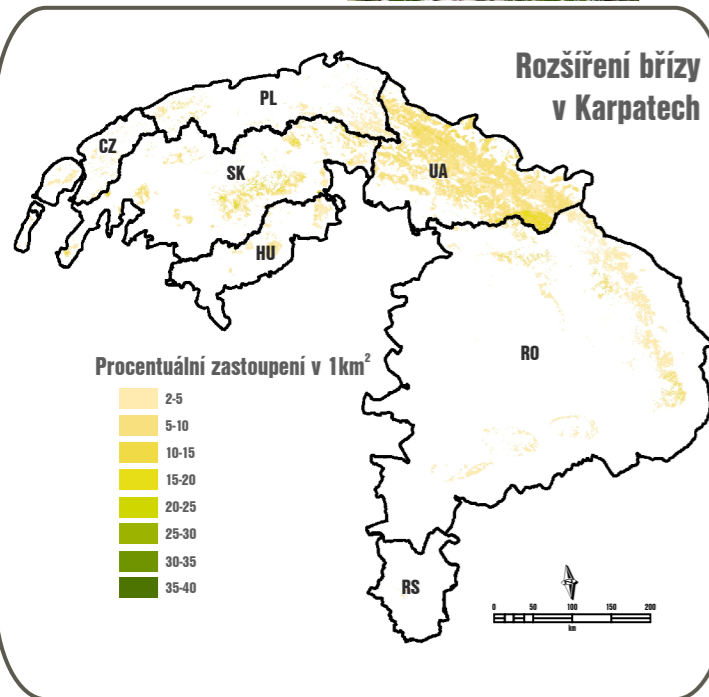 Rozšíření břízy
v Karpatech
PL
CZ
SK
UA
HU
RO
RS
Procentuální zastoupení v 1km²
2-5
5-10
10-15
15-20
20-25
25-30
30-35
35-40
0 50 100 150 200
km